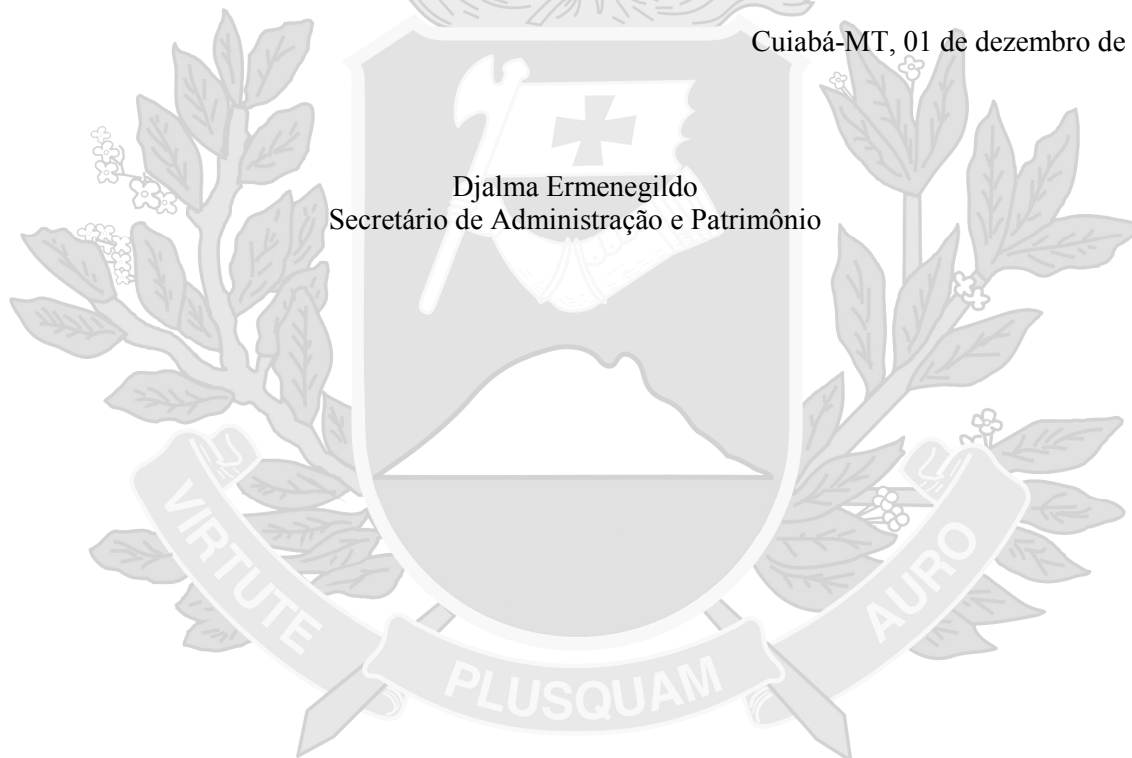 Cuiabá-MT, 01 de dezembro de
Djalma Ermenegildo
Secretário de Administração e Patrimônio
VIRTUTE
PLUSQUAM
AURO